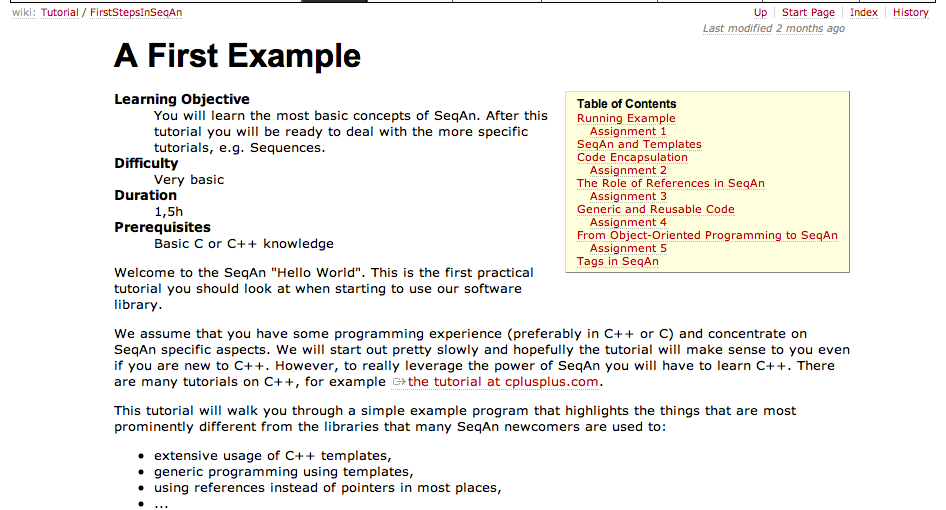 wiki: Tutorial / FirstStepsInSeqAn
Up Start Page Index History
Last modified 2 months ago
A First Example
Learning Objective
You will learn the most basic concepts of SeqAn. After this
tutorial you will be ready to deal with the more specific
tutorials, e.g. Sequences.
Difficulty
Very basic
Duration
1,5h
Prerequisites
Basic C or C++ knowledge
Table of Contents
Running Example
Assignment 1
SeqAn and Templates
Code Encapsulation
Assignment 2
The Role of References in SeqAn
Assignment 3
Generic and Reusable Code
Assignment 4
From Object-Oriented Programming to SeqAn
Assignment 5
Tags in SeqAn
Welcome to the SeqAn "Hello World". This is the first practical
tutorial you should look at when starting to use our software
library.
We assume that you have some programming experience (preferably in C++ or C) and concentrate on
SeqAn specific aspects. We will start out pretty slowly and hopefully the tutorial will make sense to you even
if you are new to C++. However, to really leverage the power of SeqAn you will have to learn C++. There
are many tutorials on C++, for example the tutorial at cplusplus.com.
This tutorial will walk you through a simple example program that highlights the things that are most
prominently different from the libraries that many SeqAn newcomers are used to:
• extensive usage of C++ templates,
• generic programming using templates,
• using references instead of pointers in most places,
• ...